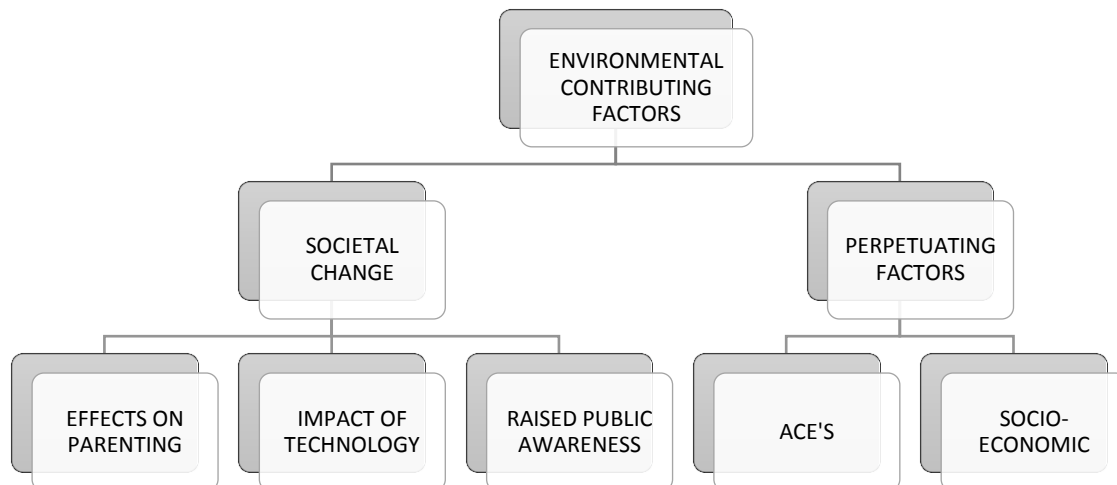 ENVIRONMENTAL
CONTRIBUTING
FACTORS
SOCIETAL
CHANGE
PERPETUATING
FACTORS
EFFECTS ON
PARENTING
IMPACT OF
TECHNOLOGY
RAISED PUBLIC
AWARENESS
ACE'S
SOCIO-
ECONOMIC